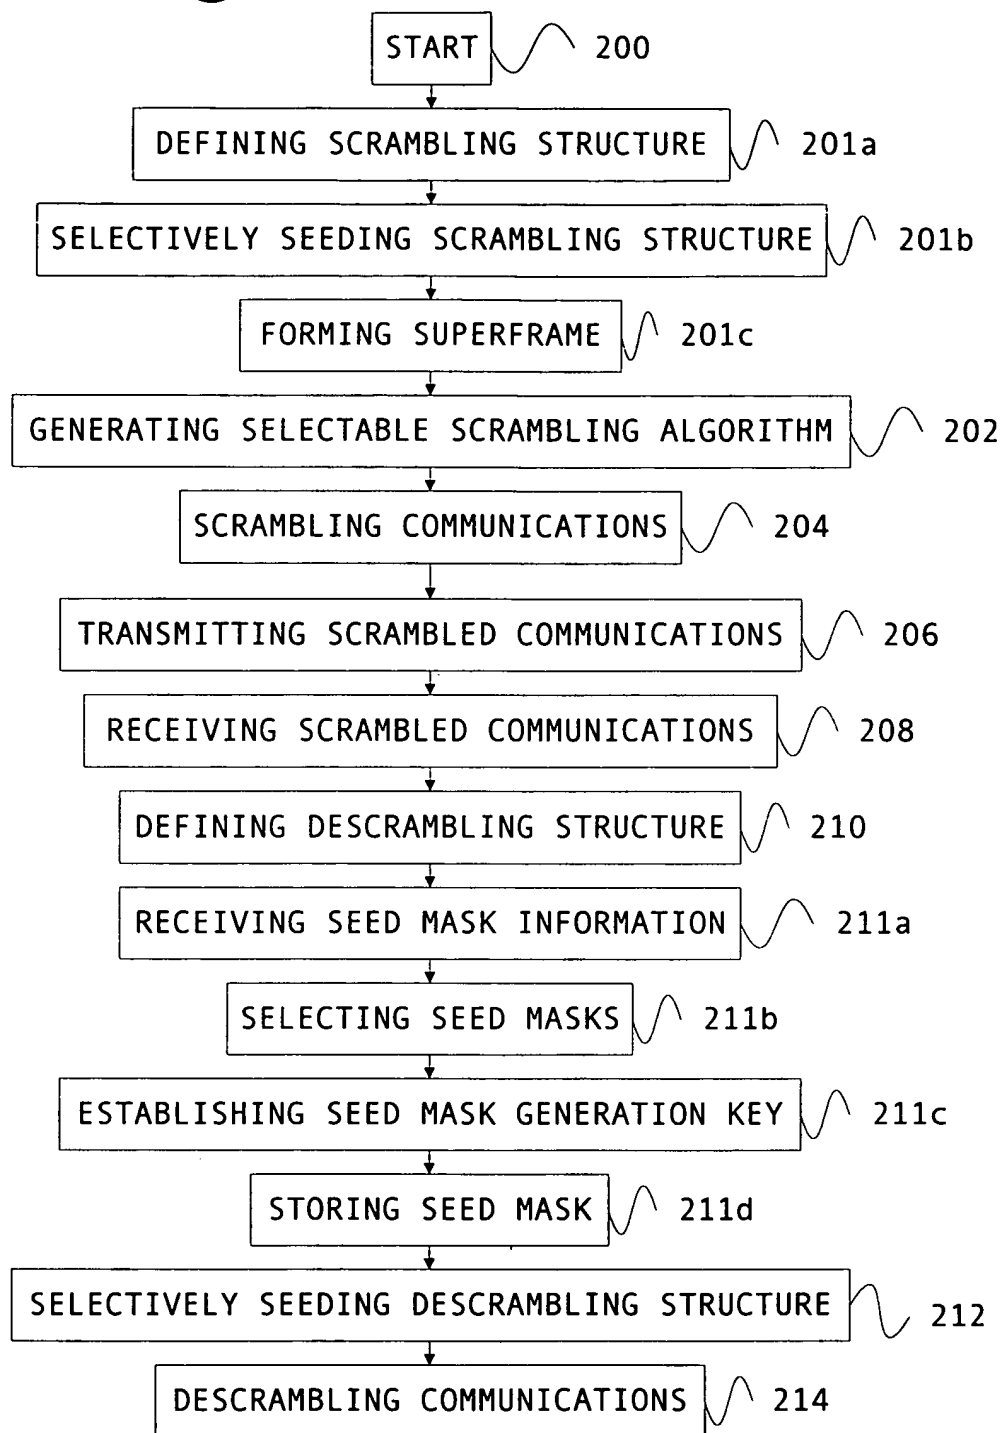 START 200
DEFINING SCRAMBLING STRUCTURE 201a
SELECTIVELY SEEDING SCRAMBLING STRUCTURE 201b
FORMING SUPERFRAME 201c
GENERATING SELECTABLE SCRAMBLING ALGORITHM 202
SCRAMBLING COMMUNICATIONS 204
TRANSMITTING SCRAMBLED COMMUNICATIONS 206
RECEIVING SCRAMBLED COMMUNICATIONS 208
DEFINING DESCRAMBLING STRUCTURE 210
RECEIVING SEED MASK INFORMATION 211a
SELECTING SEED MASKS 211b
ESTABLISHING SEED MASK GENERATION KEY 211c
STORING SEED MASK 211d
SELECTIVELY SEEDING DESCRAMBLING STRUCTURE 212
DESCRAMBLING COMMUNICATIONS 214